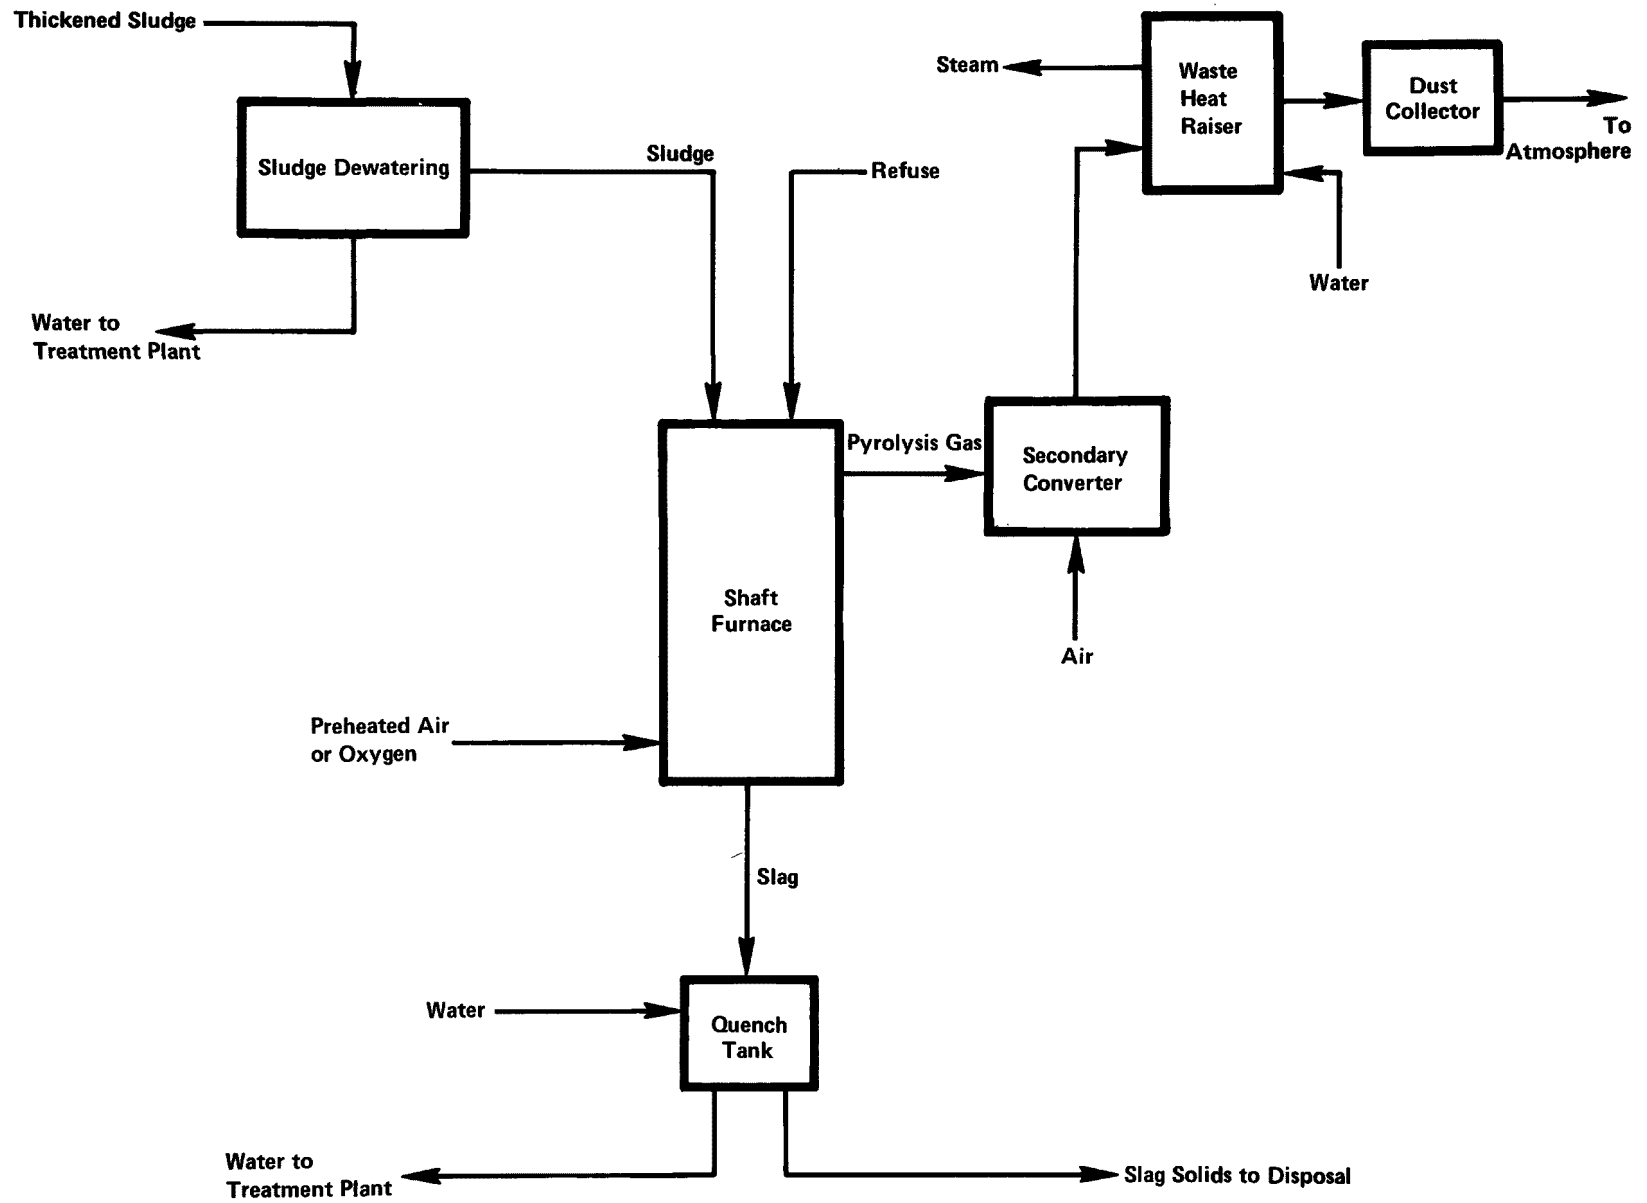 Thickened Sludge
Steam
Waste
Heat
Raiser
Dust
Collector
To
Atmosphere
Sludge Dewatering
Sludge
Refuse
Water
Water to
Treatment Plant
Pyrolysis Gas
Secondary
Converter
Shaft
Furnace
Air
Preheated Air
or Oxygen
Slag
Water
Quench
Tank
Water to
Treatment Plant
Slag Solids to Disposal